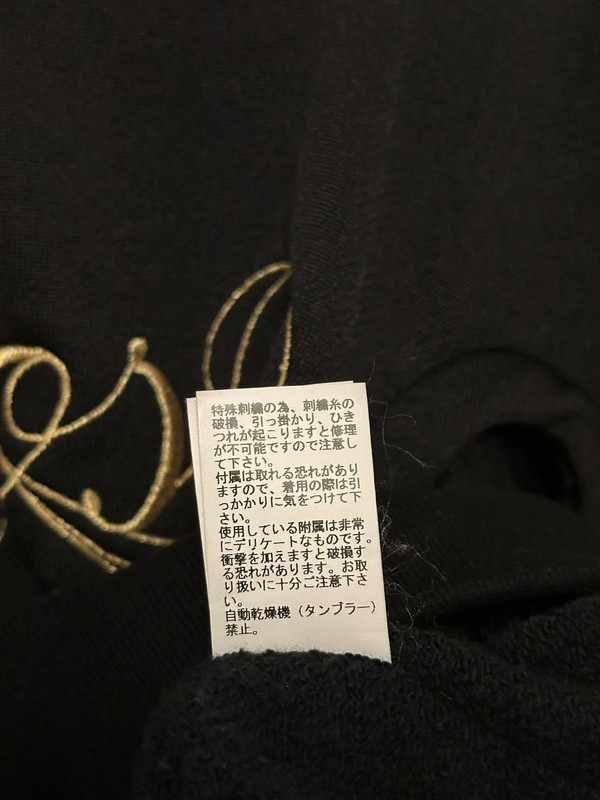 特殊刺繍の為、刺繍糸の
破損、引っ掛かり、ひき
つれが起こりますと修理
が不可能ですので注意し
て下さい。
付属は取れる恐れがあり
ますので、着用の際は引
っかかりに気をつけて下
さい。
使用している附属は非常
にデリケートなものです。
衝撃を加えますと破損す
る恐れがあります。お取
り扱いに十分ご注意下さ
い。
自動乾燥機（タンブラー）
禁止。